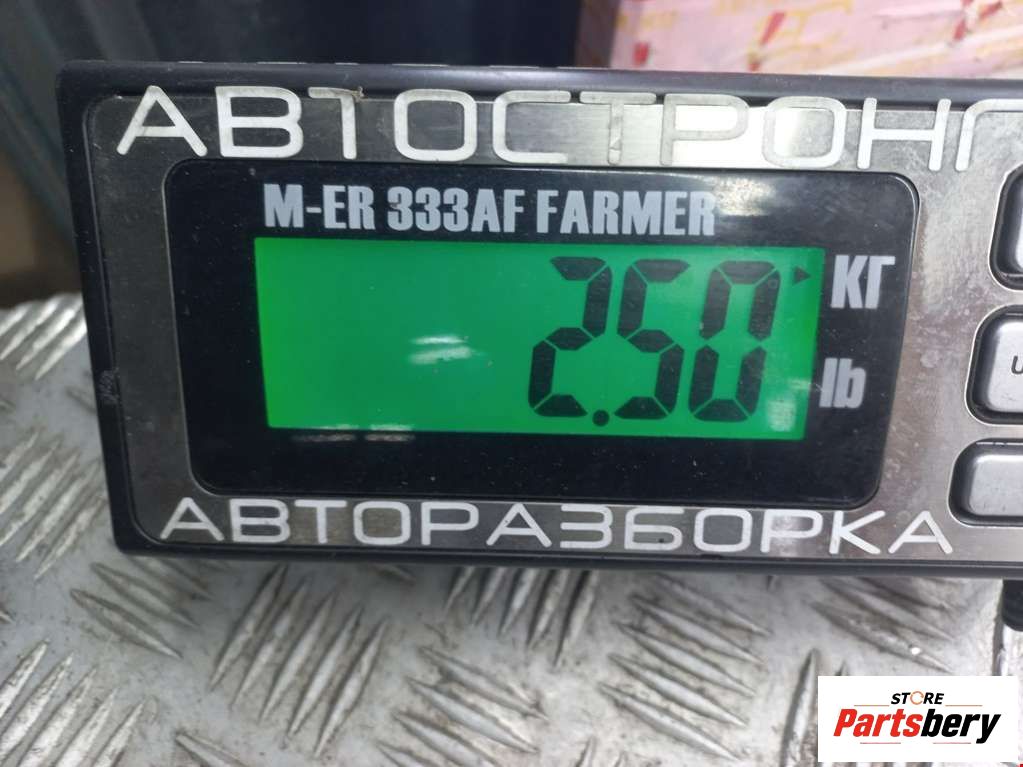 АВТОСТРОНГ
M-ER 333AF FARMER
2.50 КГ
lb
U
АВТОРАЗБОРКА
STORE
Partsbery